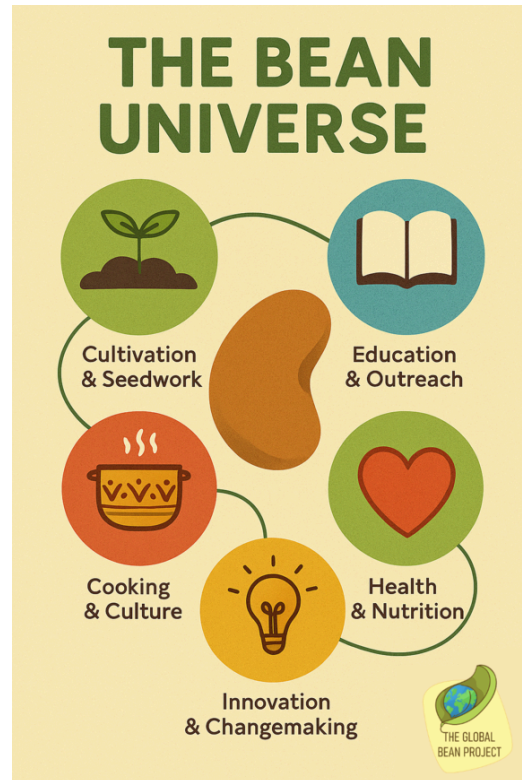 THE BEAN
UNIVERSE
Cultivation
& Seedwork
Education
& Outreach
Cooking
& Culture
Health
& Nutrition
Innovation
& Changemaking
THE GLOBAL
BEAN PROJECT